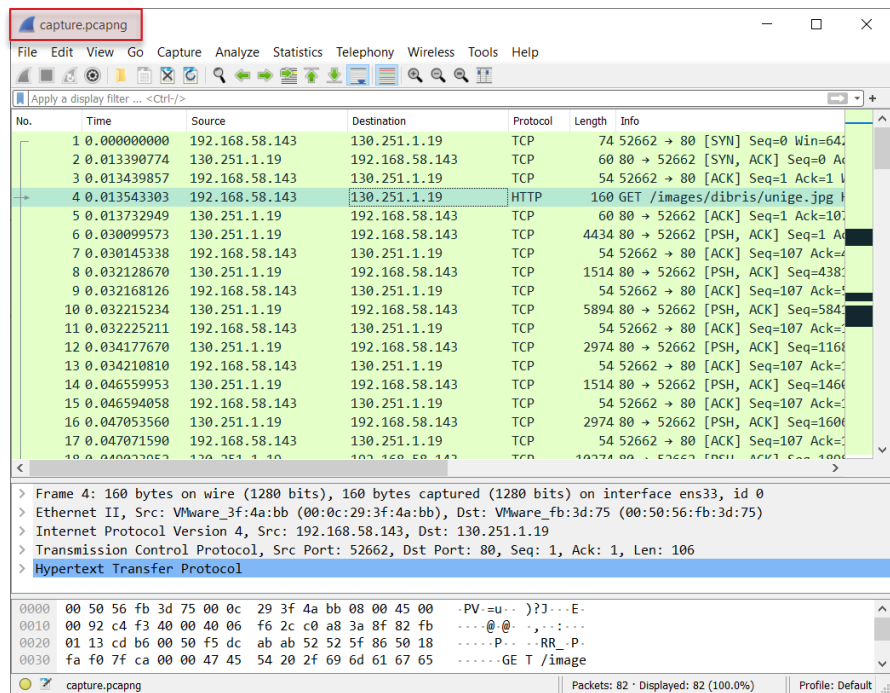 capture.pcapng
File Edit View Go Capture Analyze Statistics Telephony Wireless Tools Help
Apply a display filter ... <Ctrl-/>
No. Time Source Destination Protocol Length Info
1 0.000000000 192.168.58.143 130.251.1.19 TCP 74 52662 → 80 [SYN] Seq=0 Win=642
2 0.013390774 130.251.1.19 192.168.58.143 TCP 60 80 → 52662 [SYN, ACK] Seq=0 A
3 0.013439857 192.168.58.143 130.251.1.19 TCP 54 52662 → 80 [ACK] Seq=1 Ack=1
4 0.013543303 192.168.58.143 130.251.1.19 HTTP 160 GET /images/dibris/unige.jpg H
5 0.013732949 130.251.1.19 192.168.58.143 TCP 60 80 → 52662 [ACK] Seq=1 Ack=107
6 0.030099573 130.251.1.19 192.168.58.143 TCP 4434 80 → 52662 [PSH, ACK] Seq=1 A
7 0.030145338 192.168.58.143 130.251.1.19 TCP 54 52662 → 80 [ACK] Seq=107 Ack=4
8 0.032128670 130.251.1.19 192.168.58.143 TCP 1514 80 → 52662 [PSH, ACK] Seq=4381
9 0.032168126 192.168.58.143 130.251.1.19 TCP 54 52662 → 80 [ACK] Seq=107 Ack=5
10 0.032215234 130.251.1.19 192.168.58.143 TCP 5894 80 → 52662 [PSH, ACK] Seq=5841
11 0.032225211 192.168.58.143 130.251.1.19 TCP 54 52662 → 80 [ACK] Seq=107 Ack=1
12 0.034177670 130.251.1.19 192.168.58.143 TCP 2974 80 → 52662 [PSH, ACK] Seq=1168
13 0.034210810 192.168.58.143 130.251.1.19 TCP 54 52662 → 80 [ACK] Seq=107 Ack=1
14 0.046559953 130.251.1.19 192.168.58.143 TCP 1514 80 → 52662 [PSH, ACK] Seq=1460
15 0.046594058 192.168.58.143 130.251.1.19 TCP 54 52662 → 80 [ACK] Seq=107 Ack=1
16 0.047053560 130.251.1.19 192.168.58.143 TCP 2974 80 → 52662 [PSH, ACK] Seq=1606
17 0.047071590 192.168.58.143 130.251.1.19 TCP 54 52662 → 80 [ACK] Seq=107 Ack=1
Frame 4: 160 bytes on wire (1280 bits), 160 bytes captured (1280 bits) on interface ens33, id 0
Ethernet II, Src: VMware_3f:4a:bb (00:0c:29:3f:4a:bb), Dst: VMware_fb:3d:75 (00:50:56:fb:3d:75)
Internet Protocol Version 4, Src: 192.168.58.143, Dst: 130.251.1.19
Transmission Control Protocol, Src Port: 52662, Dst Port: 80, Seq: 1, Ack: 1, Len: 106
Hypertext Transfer Protocol
0000 00 50 56 fb 3d 75 00 0c 29 3f 4a bb 08 00 45 00 ·PV·=u·· )?J···E·
0010 00 92 c4 f3 40 00 40 06 f6 2c c0 a8 3a 8f 82 fb ····@·@· ·,··:···
0020 01 13 cd b6 00 50 f5 dc ab ab 52 52 5f 86 50 18 ·····P·· ··RR_·P·
0030 fa f0 7f ca 00 00 47 45 54 20 2f 69 6d 61 67 65 ······GE T /image
capture.pcapng Packets: 82 · Displayed: 82 (100.0%) Profile: Default